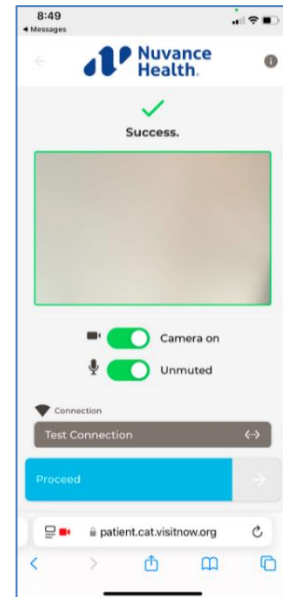 8:49
Messages
Nuvance
Health.
Success.
Camera on
Unmuted
Connection
Test Connection
Proceed
patient.cat.visitnow.org